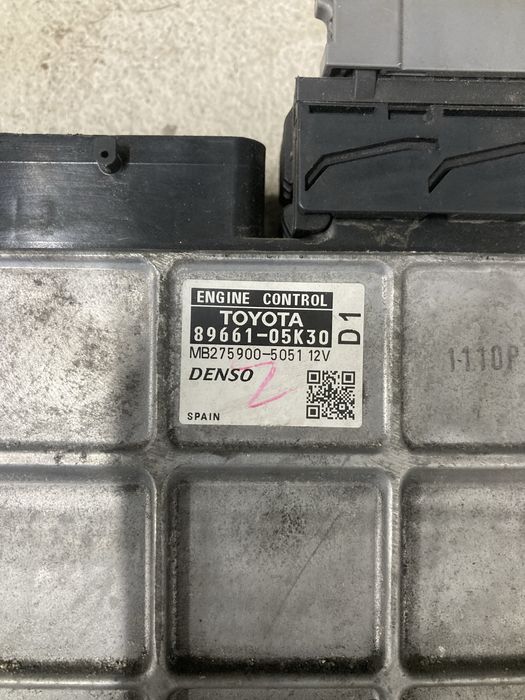 ENGINE CONTROL
TOYOTA
89661-05K30
D1
MB275900-5051 12V
DENSO
2
SPAIN
1110P